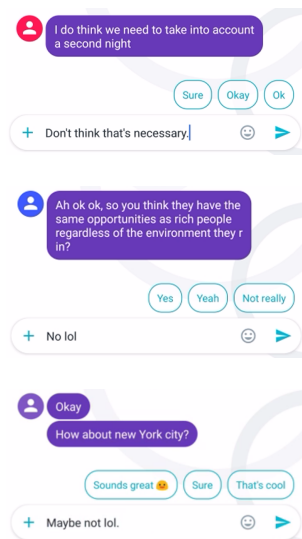 I do think we need to take into account
a second night
Sure Okay Ok
Don't think that's necessary.
Ah ok ok, so you think they have the
same opportunities as rich people
regardless of the environment they r
in?
Yes Yeah Not really
No lol
Okay
How about new York city?
Sounds great 🤗 Sure That's cool
Maybe not lol.